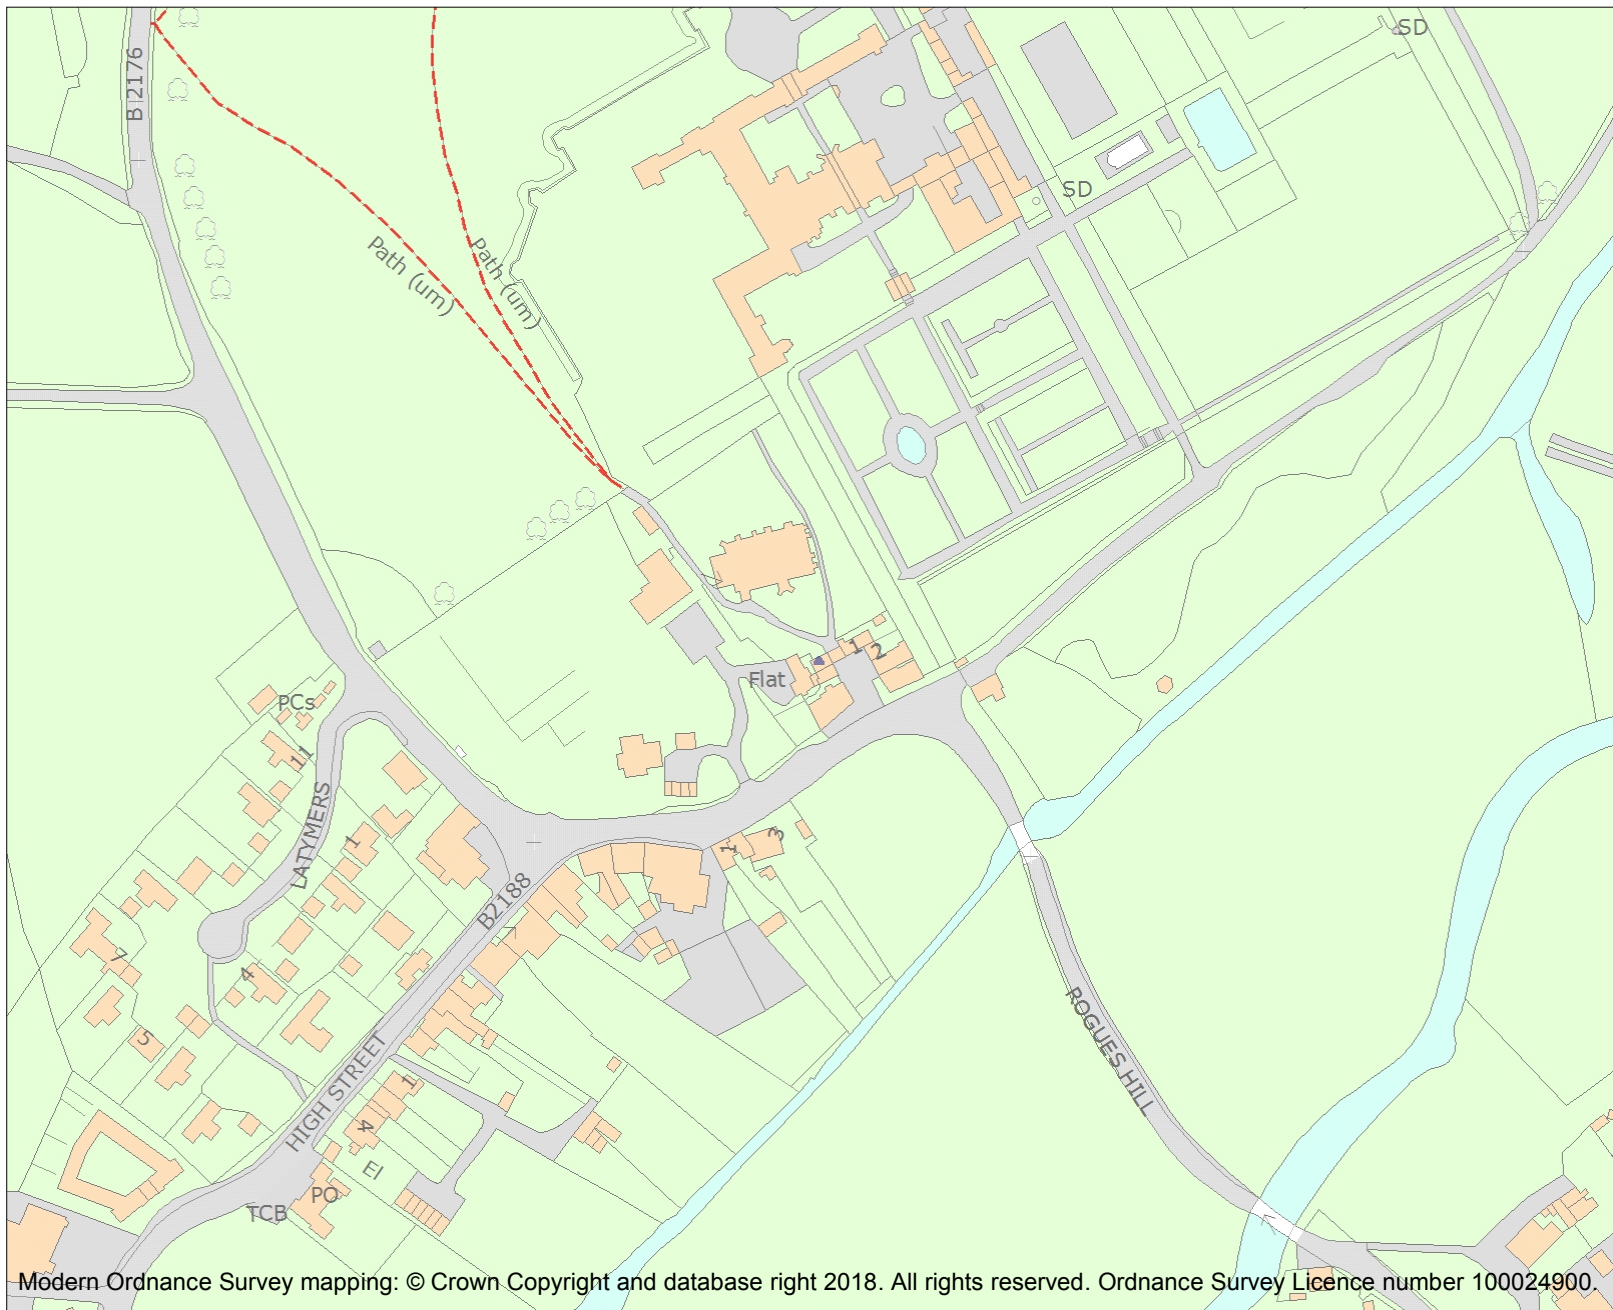 SD
B 2176
SD
Path (um)
Path (um)
1
2
Flat
PCs
11
LATYMERS
1
1
3
B2188
7
4
ROGUES HILL
5
HIGH STREET
1
4
El
PO
TCB
Modern Ordnance Survey mapping: © Crown Copyright and database right 2018. All rights reserved. Ordnance Survey Licence number 100024900.